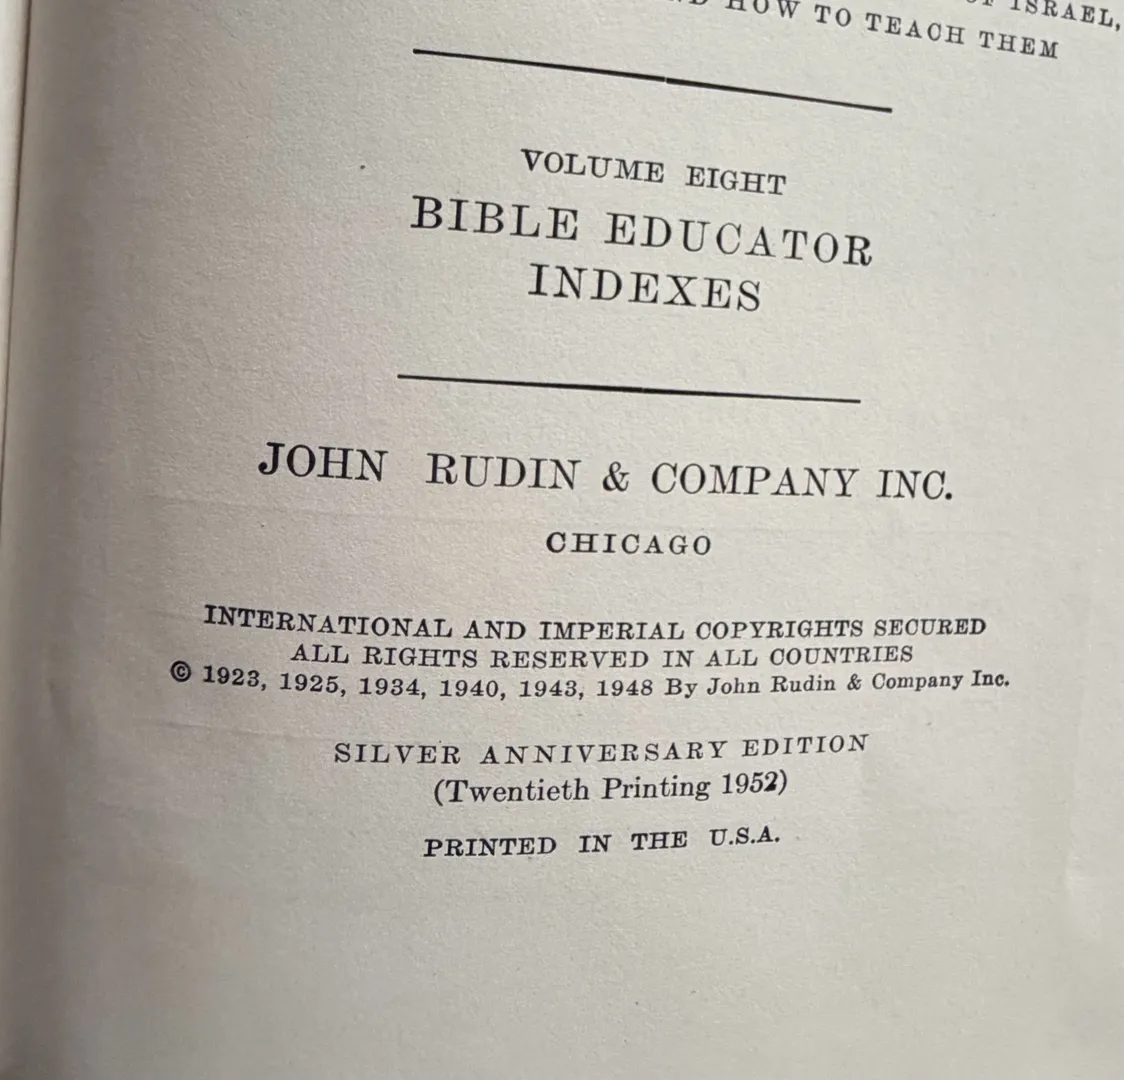 OF ISRAEL,
HOW TO TEACH THEM
VOLUME EIGHT
BIBLE EDUCATOR
INDEXES
JOHN RUDIN & COMPANY INC.
CHICAGO
INTERNATIONAL AND IMPERIAL COPYRIGHTS SECURED
ALL RIGHTS RESERVED IN ALL COUNTRIES
© 1923, 1925, 1934, 1940, 1943, 1948 By John Rudin & Company Inc.
SILVER ANNIVERSARY EDITION
(Twentieth Printing 1952)
PRINTED IN THE U.S.A.